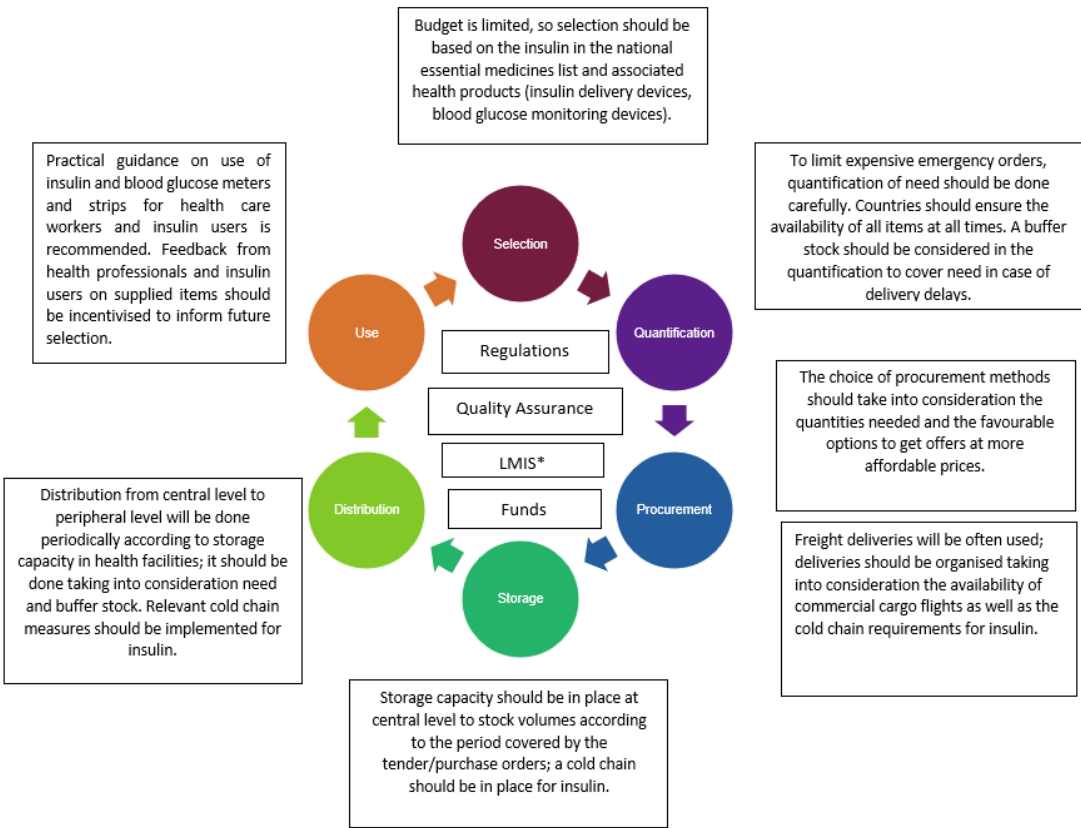 Budget is limited, so selection should be
based on the insulin in the national
essential medicines list and associated
health products (insulin delivery devices,
blood glucose monitoring devices).
Practical guidance on use of
insulin and blood glucose meters
and strips for health care
workers and insulin users is
recommended. Feedback from
health professionals and insulin
users on supplied items should
be incentivised to inform future
selection.
To limit expensive emergency orders,
quantification of need should be done
carefully. Countries should ensure the
availability of all items at all times. A
buffer stock should be considered in the
quantification to cover need in case of
delivery delays.
Selection
Use
Quantification
Regulations
Quality Assurance
LMIS*
Funds
Distribution
Procurement
Storage
The choice of procurement methods
should take into consideration the
quantities needed and the favourable
options to get offers at more
affordable prices.
Distribution from central level to
peripheral level will be done
periodically according to storage
capacity in health facilities; it should be
done taking into consideration need
and buffer stock. Relevant cold chain
measures should be implemented for
insulin.
Freight deliveries will be often used;
deliveries should be organised taking
into consideration the availability of
commercial cargo flights as well as the
cold chain requirements for insulin.
Storage capacity should be in place at
central level to stock volumes according
to the period covered by the
tender/purchase orders; a cold chain
should be in place for insulin.